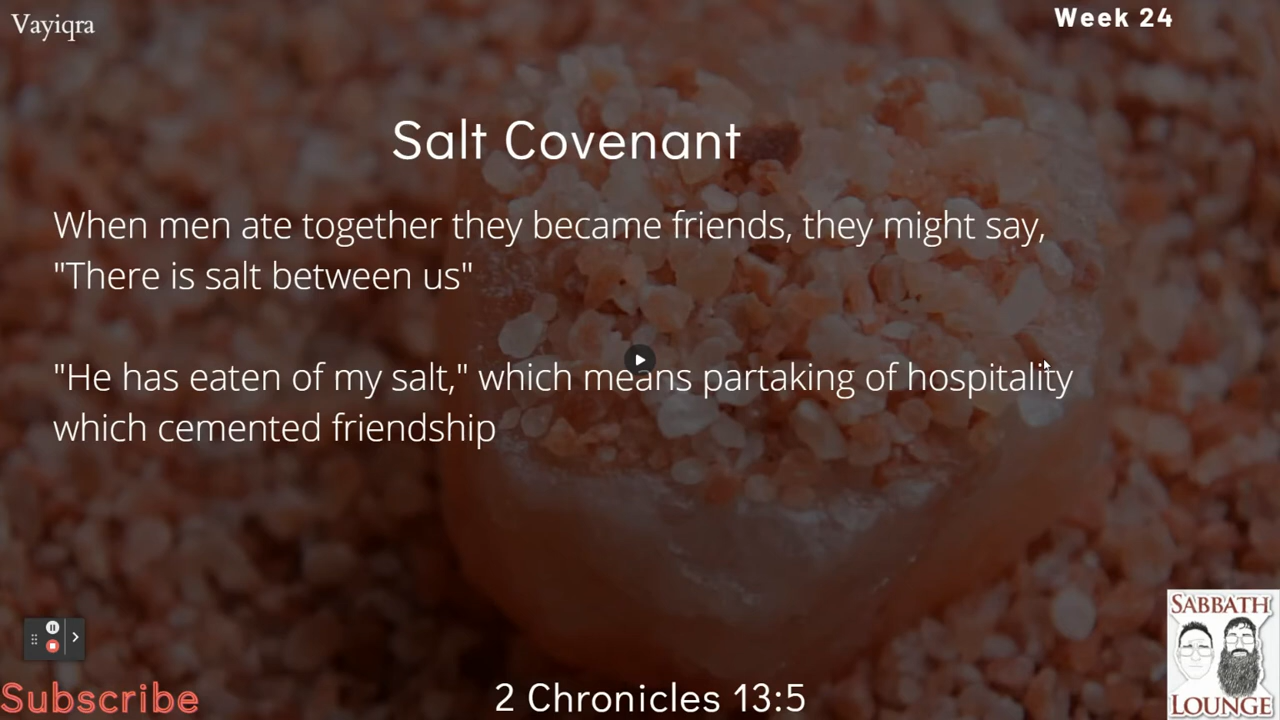 Vayiqra
Week 24
Salt Covenant
When men ate together they became friends, they might say,
"There is salt between us"
"He has eaten of my salt," which means partaking of hospitality
which cemented friendship
Subscribe
2 Chronicles 13:5
SABBATH
LOUNGE